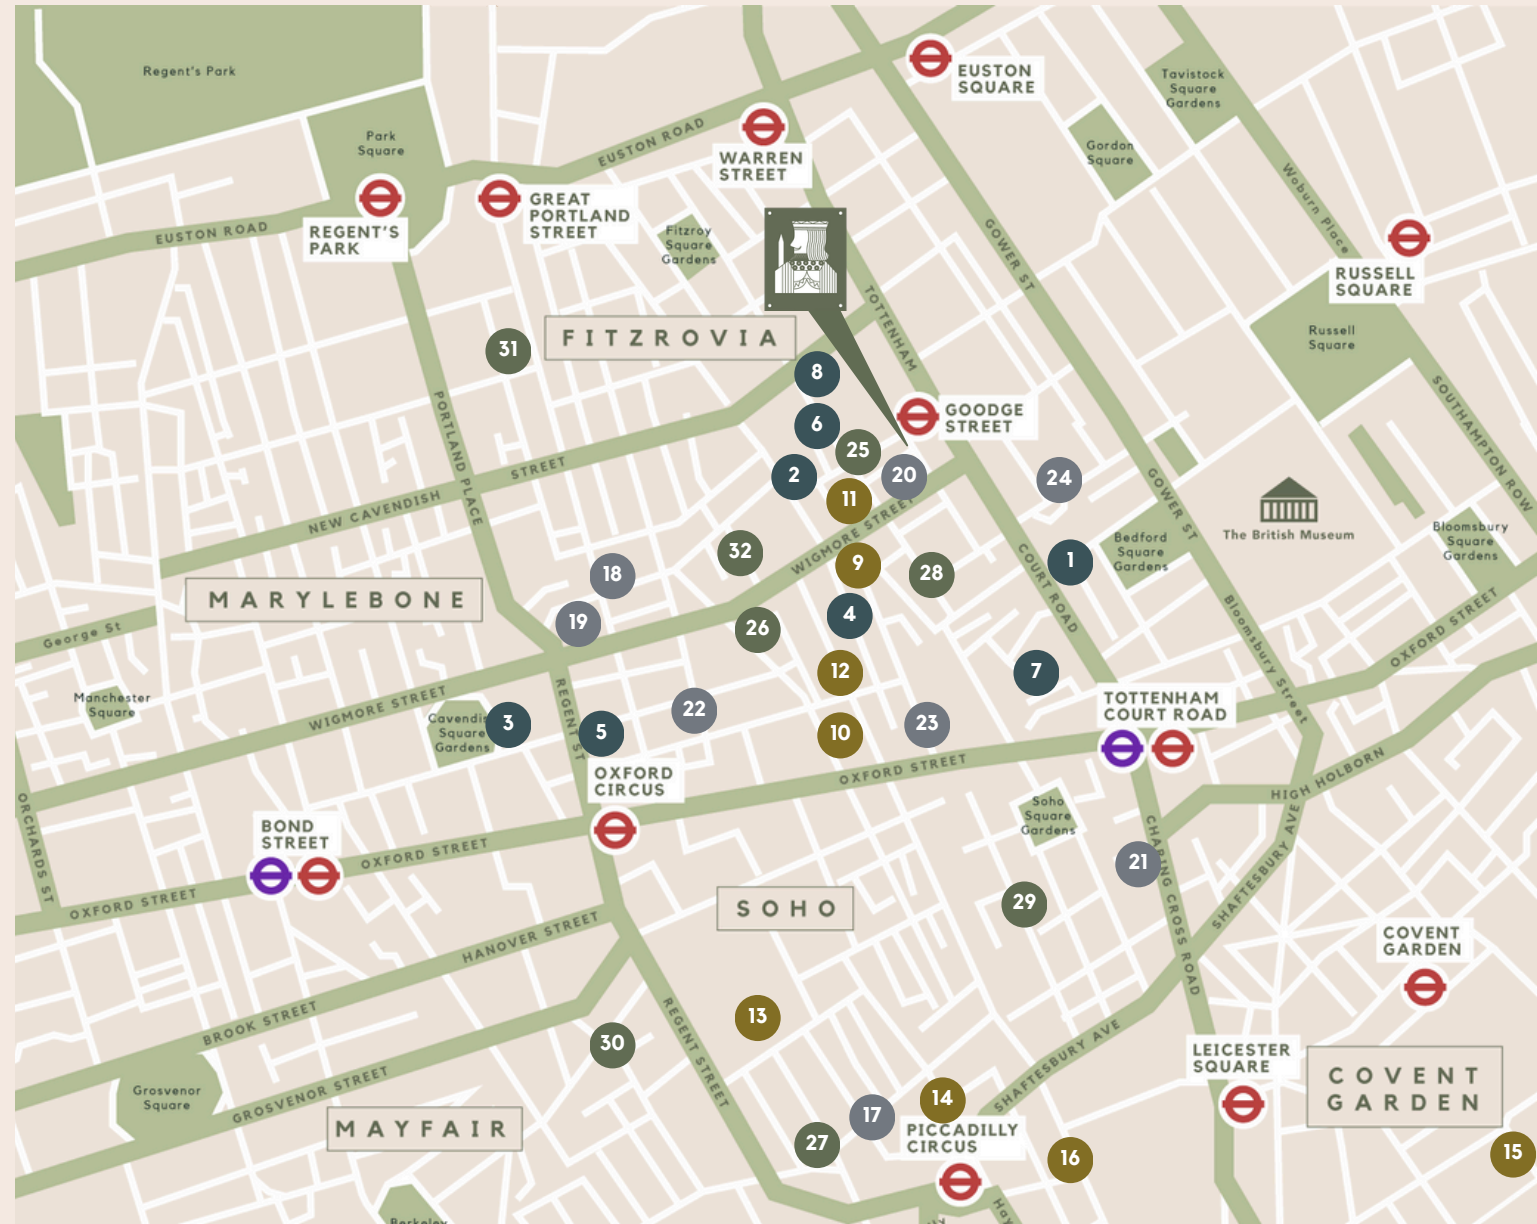 Regent's Park
Park
Square
EUSTON
SQUARE
Tavistock
Square
Gardens
EUSTON ROAD
WARREN
STREET
Gordon
Square
Woburn Place
EUSTON ROAD
REGENT'S
PARK
GREAT
PORTLAND
STREET
Fitzroy
Square
Gardens
GOWER ST
RUSSELL
SQUARE
TOTTENHAM
FITZROVIA
31
8
Russell
Square
PORTLAND PLACE
6
GOODGE
STREET
SOUTHAMPTON ROW
25
2
20
24
STREET
NEW CAVENDISH
11
WIGMORE STREET
GOWER ST
The British Museum
Bloomsbury
Square
Gardens
32
9
28
COURT ROAD
1
Bedford
Square
Gardens
18
MARYLEBONE
19
26
4
George St
Bloomsbury Street
OXFORD STREET
12
7
Manchester
Square
WIGMORE STREET
Cavendis
Square
Gardens
3
REGENT ST
5
22
10
23
TOTTENHAM
COURT ROAD
OXFORD STREET
OXFORD
CIRCUS
HIGH HOLBORN
ORCHARDS ST
BOND
STREET
OXFORD STREET
OXFORD STREET
Soho
Square
Gardens
CHARING CROSS ROAD
21
SHAFTESBURY AVE
SOHO
29
HANOVER STREET
COVENT
GARDEN
BROOK STREET
REGENT STREET
13
30
SHAFTESBURY AVE
LEICESTER
SQUARE
COVENT
GARDEN
Grosvenor
Square
GROSVENOR STREET
MAYFAIR
14
17
27
PICCADILLY
CIRCUS
16
15
Berkeley
Hay